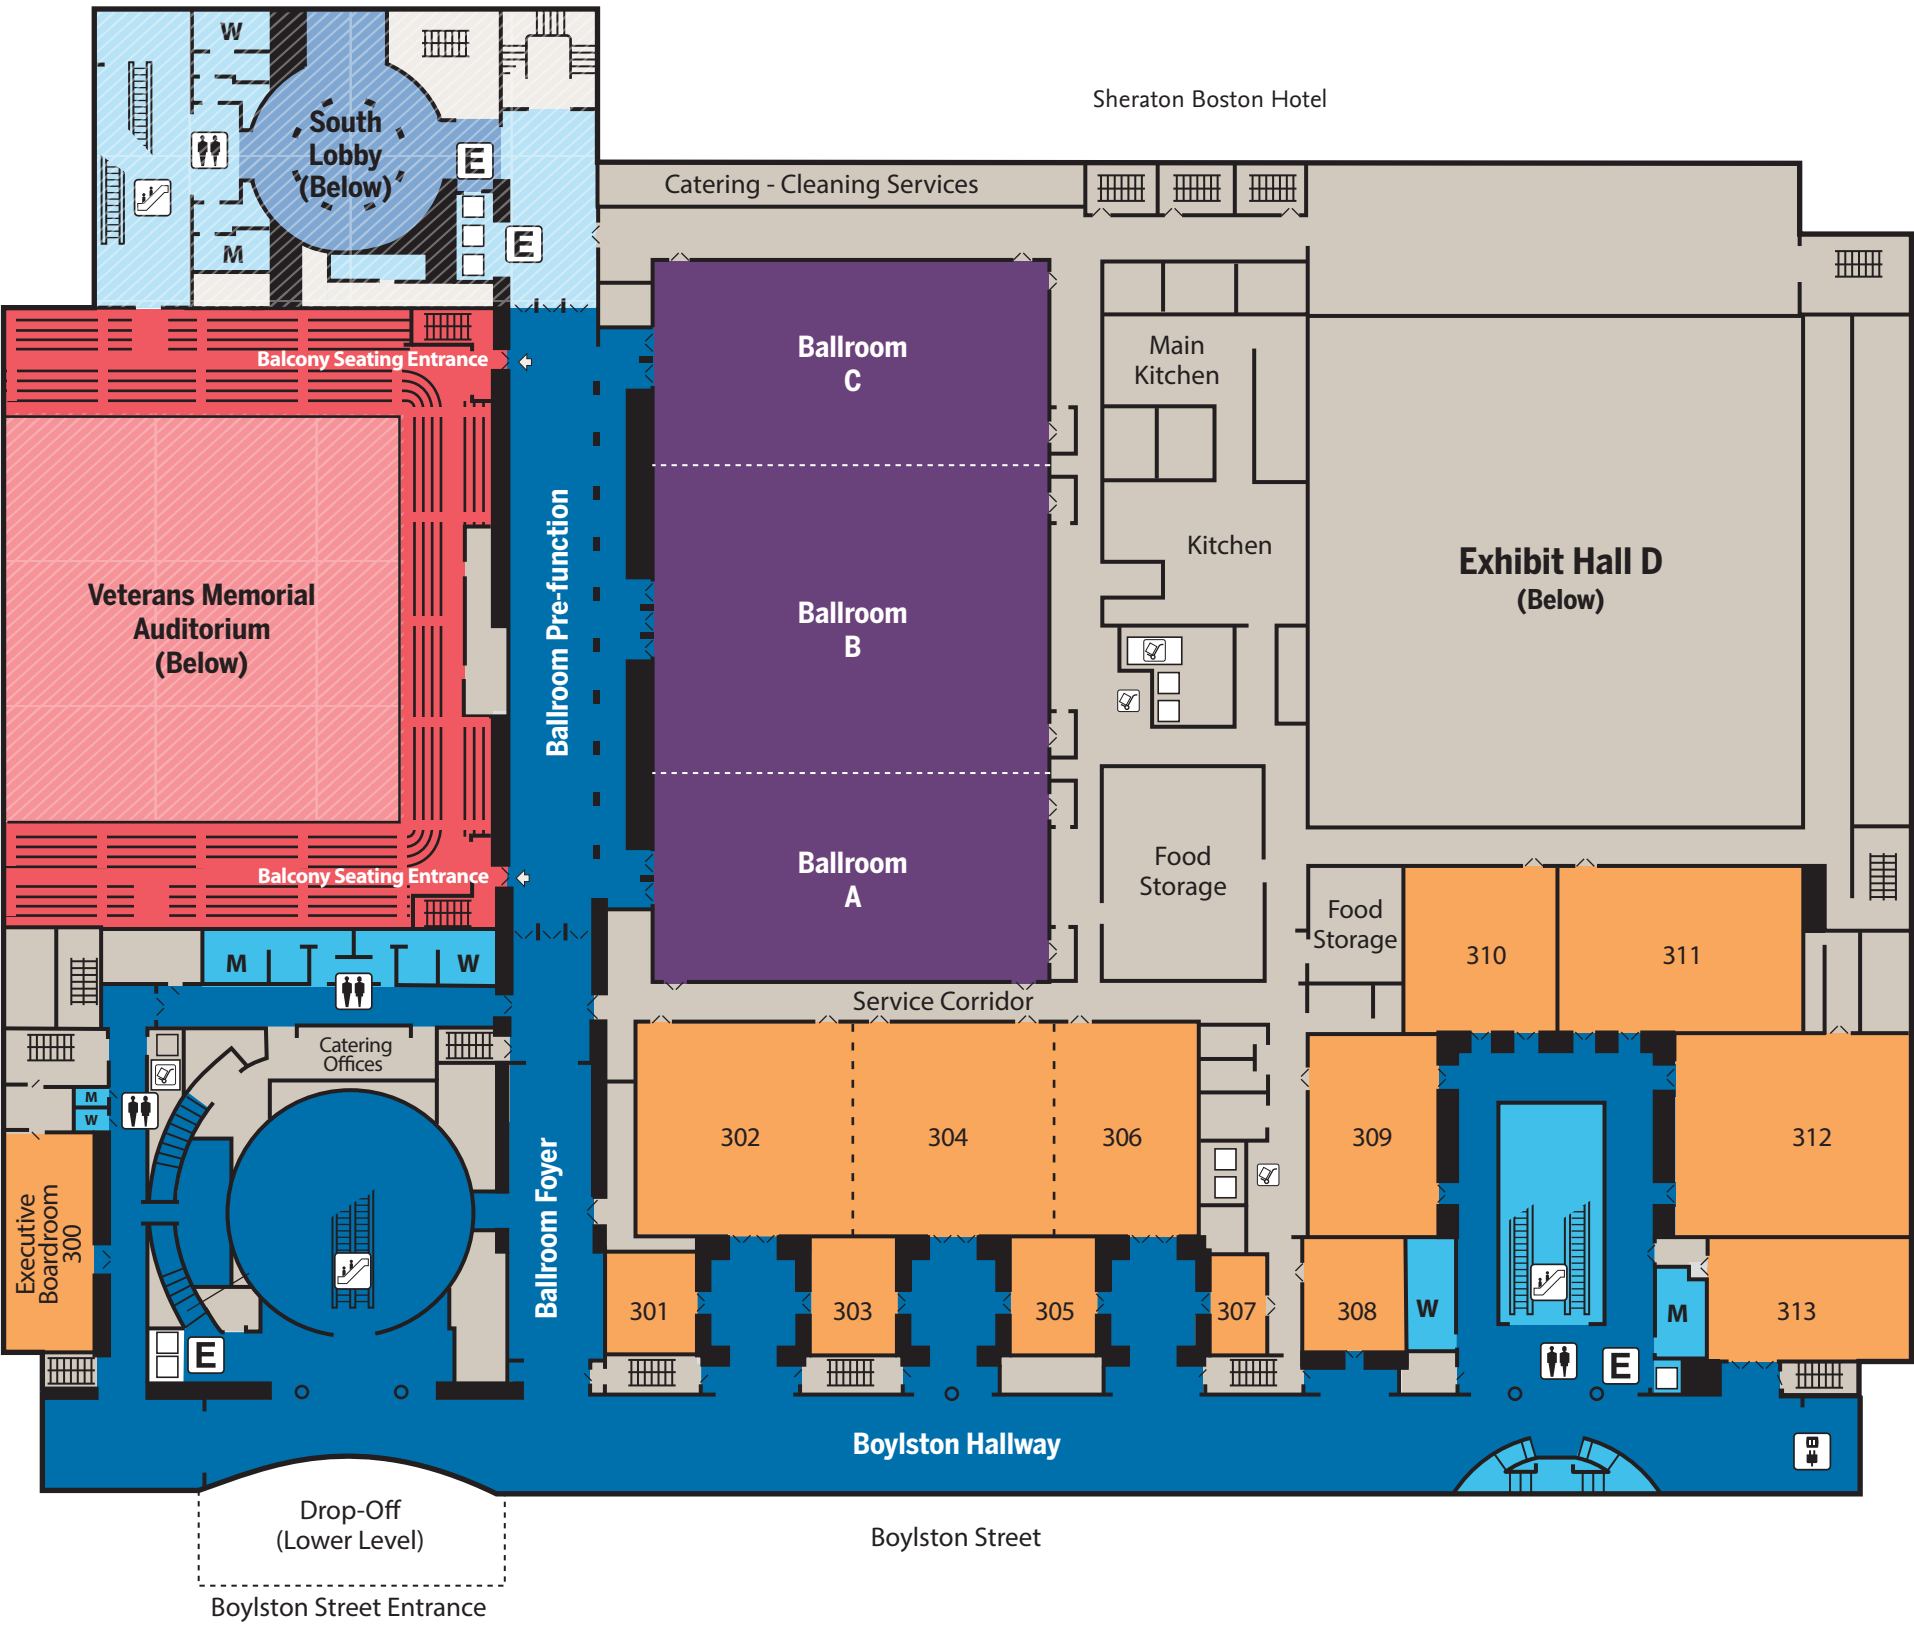 W
South
Lobby
(Below)
E
E
M
Sheraton Boston Hotel
Catering - Cleaning Services
Balcony Seating Entrance
Veterans Memorial
Auditorium
(Below)
Balcony Seating Entrance
Ballroom Pre-function
Ballroom
C
Ballroom
B
Ballroom
A
Main
Kitchen
Kitchen
Exhibit Hall D
(Below)
Food
Storage
Food
Storage
310
311
M
W
Service Corridor
Catering
Offices
M
W
Executive
Boardroom
300
E
Ballroom Foyer
302
304
306
309
312
301
303
305
307
308
W
M
313
E
Boylston Hallway
Drop-Off
(Lower Level)
Boylston Street
Boylston Street Entrance